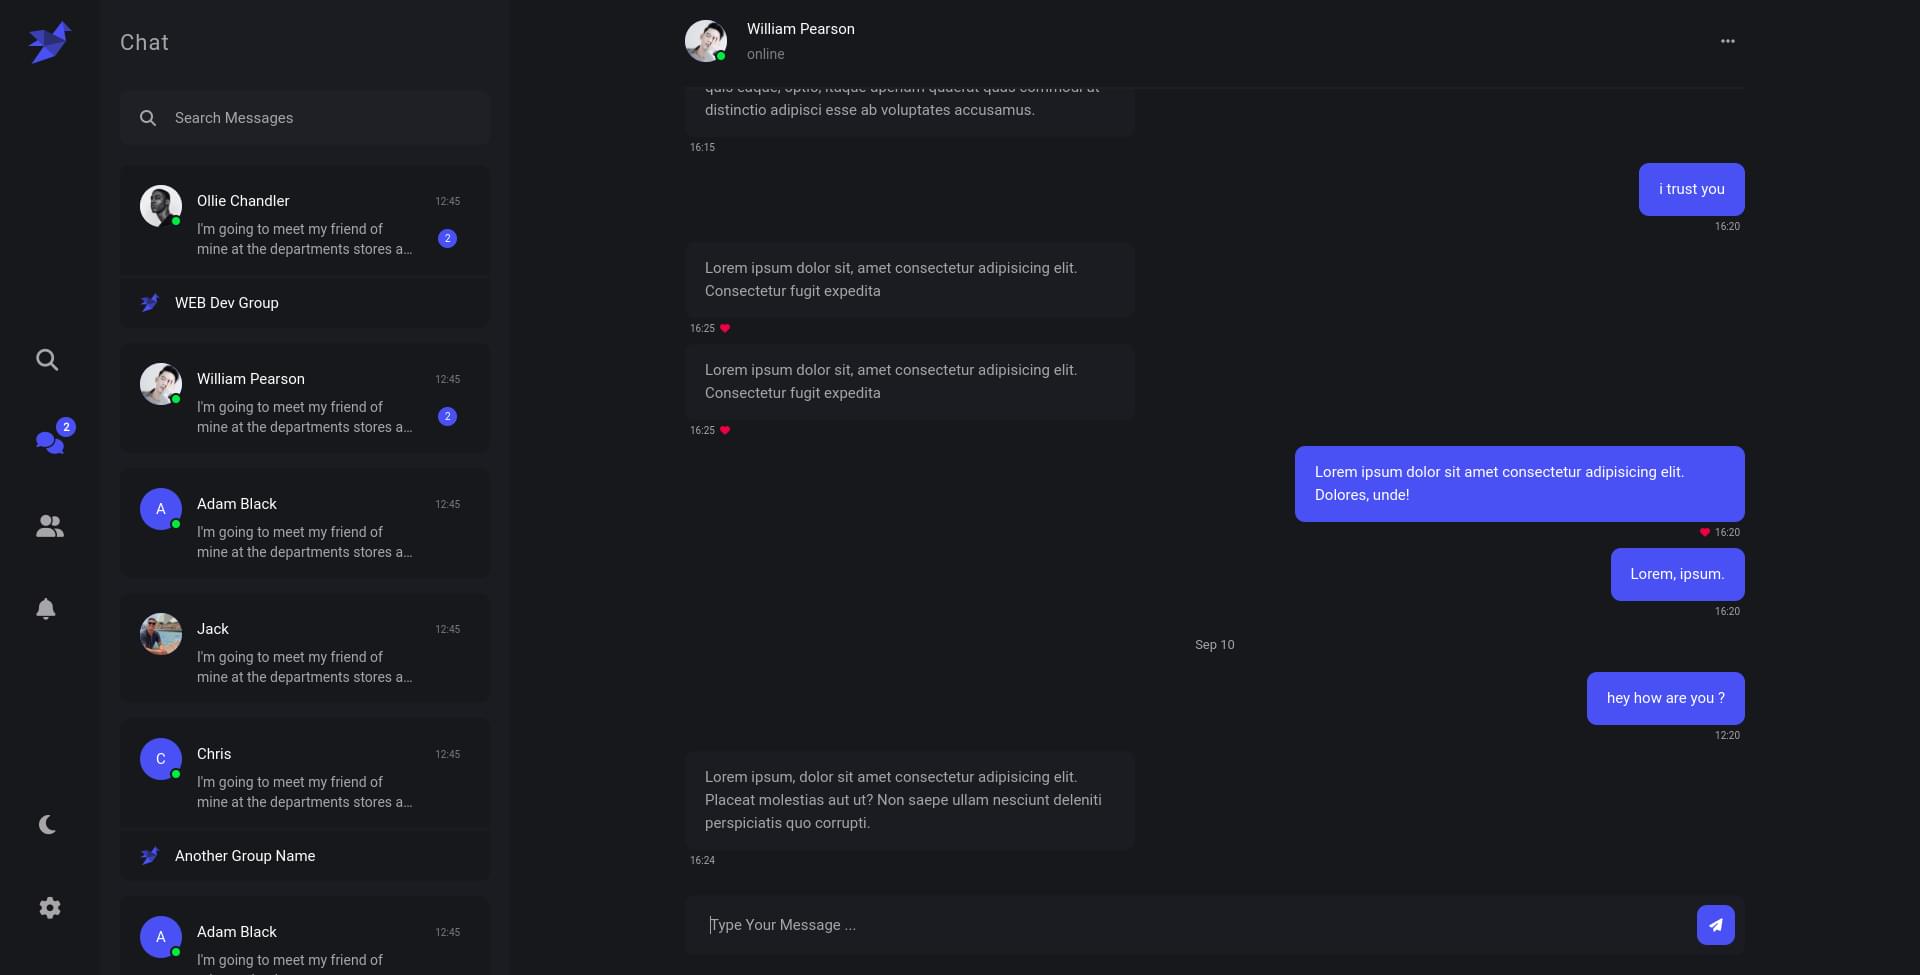 Chat
Search Messages
Ollie Chandler
12:45
I'm going to meet my friend of
mine at the departments stores a...
2
WEB Dev Group
William Pearson
12:45
I'm going to meet my friend of
mine at the departments stores a...
2
2
A
Adam Black
12:45
I'm going to meet my friend of
mine at the departments stores a...
Jack
12:45
I'm going to meet my friend of
mine at the departments stores a...
C
Chris
12:45
I'm going to meet my friend of
mine at the departments stores a...
Another Group Name
A
Adam Black
12:45
I'm going to meet my friend of
William Pearson
online
quis eaque, optio, itaque aperiam quaerat quas commodi at
distinctio adipisci esse ab voluptates accusamus.
16:15
i trust you
16:20
Lorem ipsum dolor sit, amet consectetur adipisicing elit.
Consectetur fugit expedita
16:25
Lorem ipsum dolor sit, amet consectetur adipisicing elit.
Consectetur fugit expedita
16:25
Lorem ipsum dolor sit amet consectetur adipisicing elit.
Dolores, unde!
16:20
Lorem, ipsum.
16:20
Sep 10
hey how are you ?
12:20
Lorem ipsum, dolor sit amet consectetur adipisicing elit.
Placeat molestias aut ut? Non saepe ullam nesciunt deleniti
perspiciatis quo corrupti.
16:24
Type Your Message ...